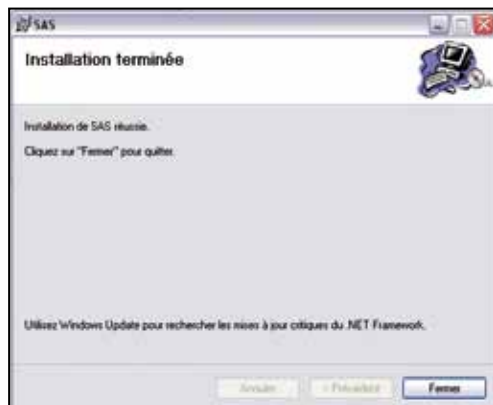 SAS
Installation terminée
Installation de SAS réussie.
Cliquez sur "Fermer" pour quitter.
Utilisez Windows Update pour rechercher les mises à jour critiques du .NET Framework.
Annuler
< Précédent
Fermer